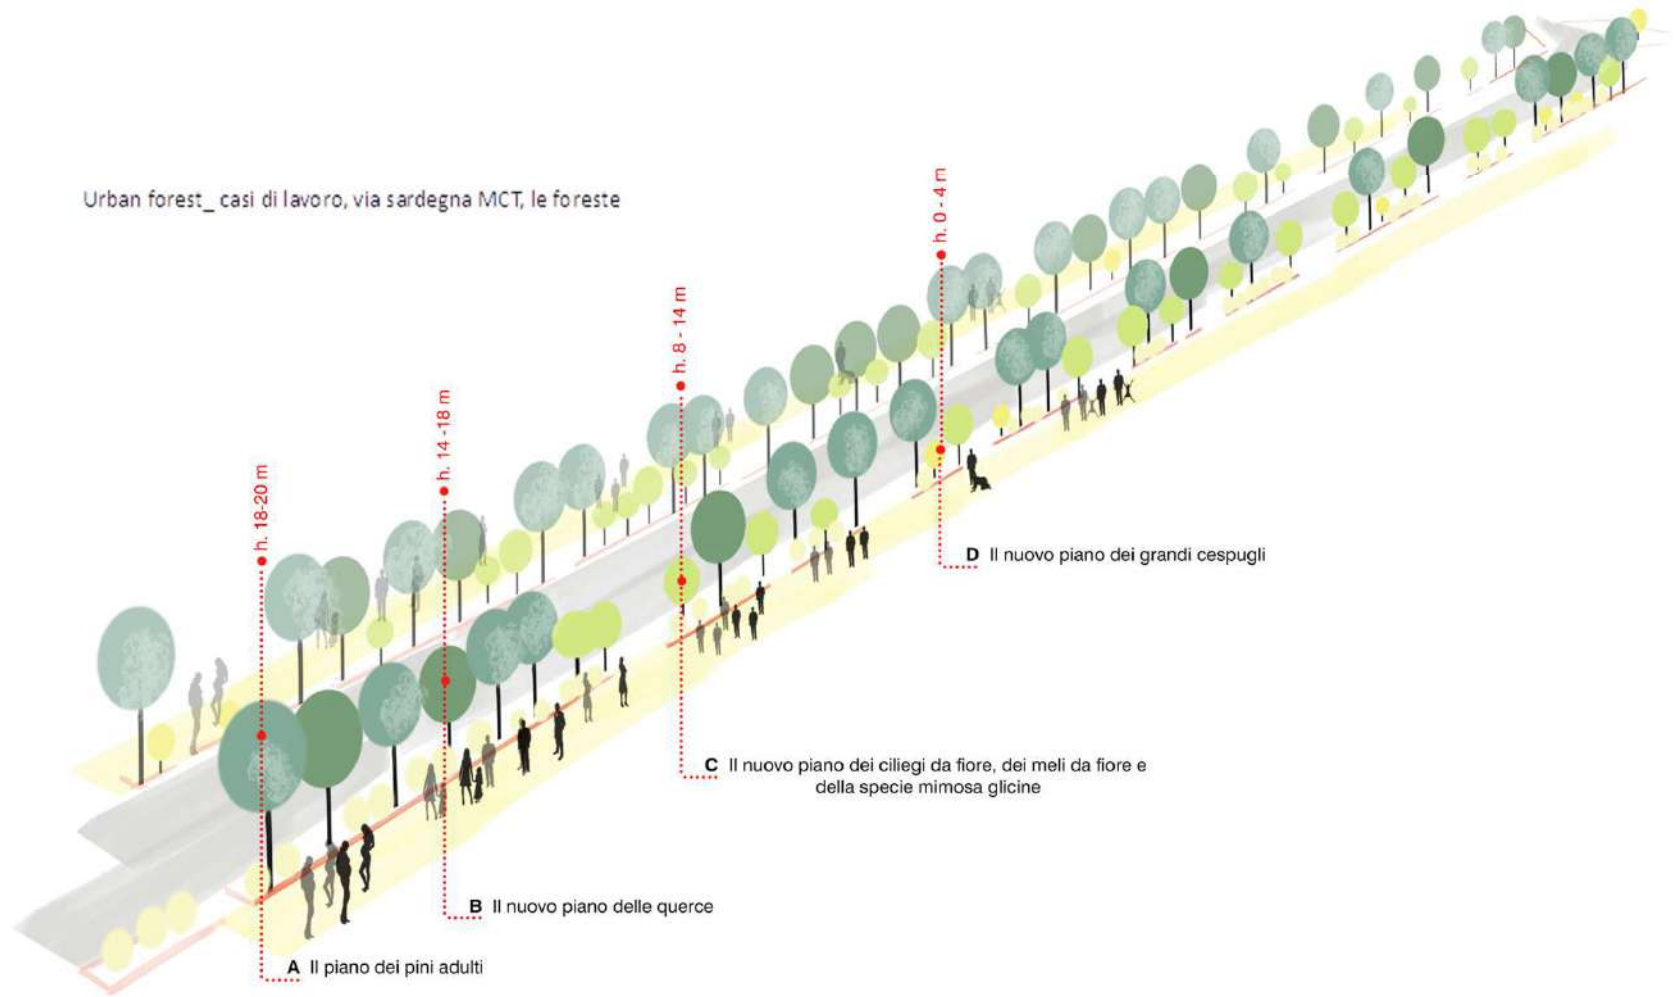 Urban forest_ casi di lavoro, via sardegna MCT, le foreste
h. 0 - 4 m
h. 8 - 14 m
h. 14 -18 m
h. 18-20 m
D Il nuovo piano dei grandi cespugli
C Il nuovo piano dei ciliegi da fiore, dei meli da fiore e
della specie mimosa glicine
B Il nuovo piano delle querce
A Il piano dei pini adulti